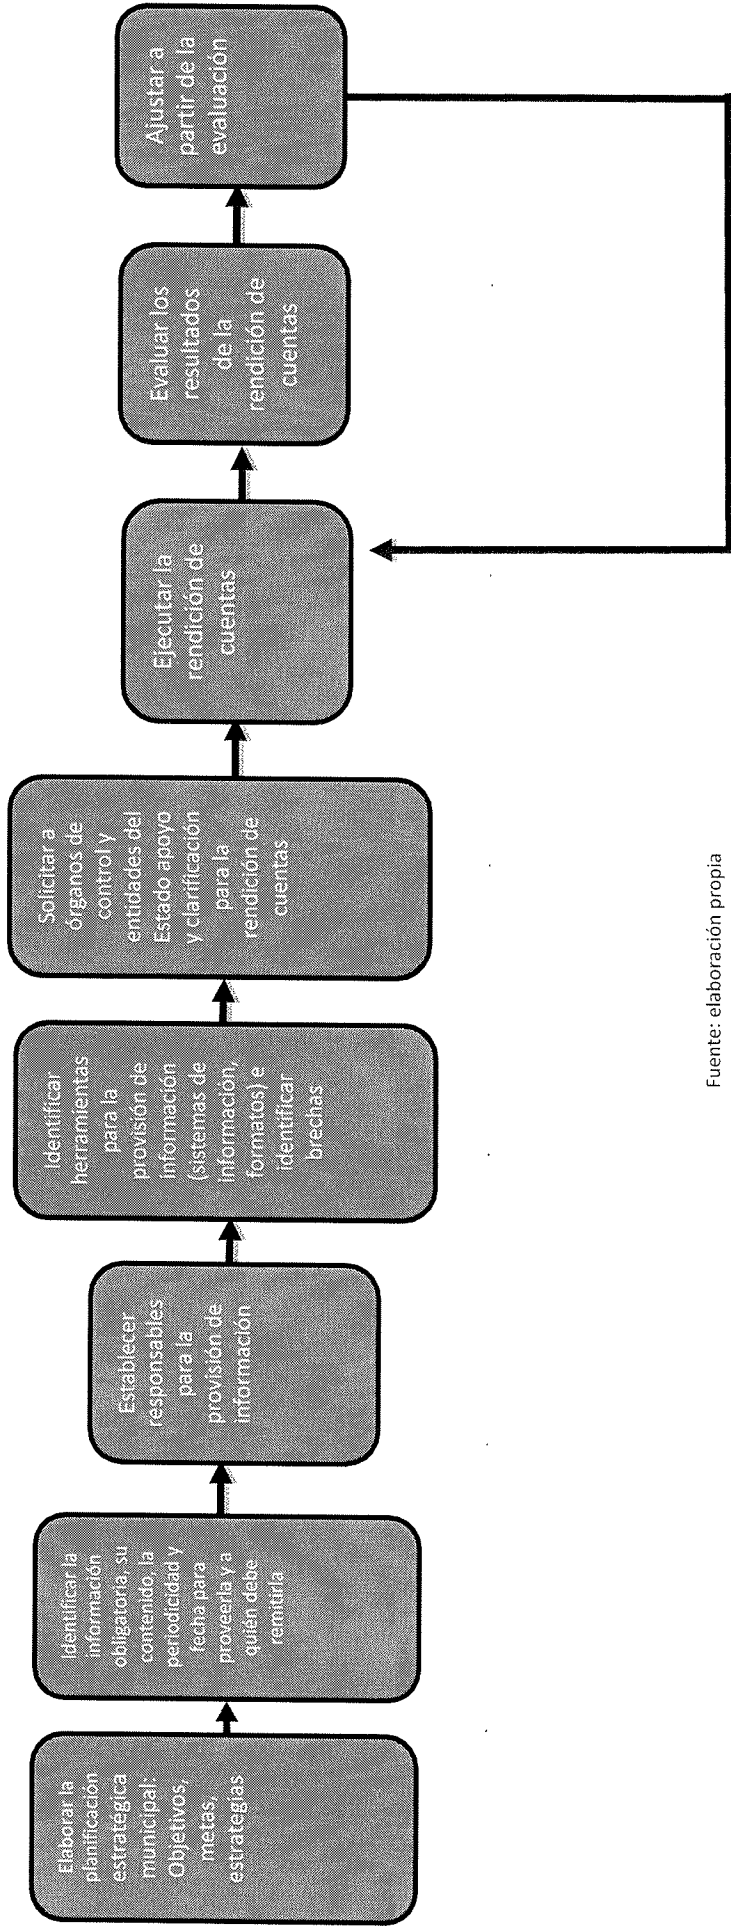 Elaborar la
planificación
estratégica
municipal:
Objetivos,
metas,
estrategias
Identificar la
información
obligatoria, su
contenido, la
periodicidad y
fecha para
proveerla y a
quién debe
remitirla
Establecer
responsables
para la
provisión de
información
Identificar
herramientas
para la
provisión de
información
(sistemas de
información,
formatos) e
identificar
brechas
Solicitar a
órganos de
control y
entidades del
Estado apoyo
y clarificación
para la
rendición de
cuentas
Ejecutar la
rendición de
cuentas
Evaluar los
resultados
de la
rendición de
cuentas
Ajustar a
partir de la
evaluación
Fuente: elaboración propia